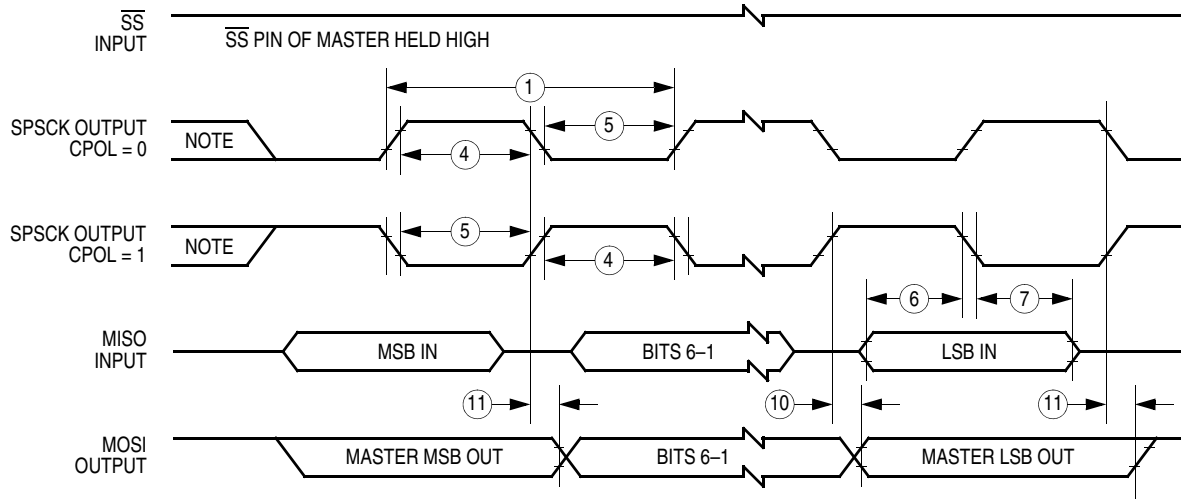 SS
INPUT
SS PIN OF MASTER HELD HIGH
1
SPSCK OUTPUT
CPOL = 0
NOTE
5
4
SPSCK OUTPUT
CPOL = 1
NOTE
5
4
6
7
MISO
INPUT
MSB IN
BITS 6–1
LSB IN
11
10
11
MOSI
OUTPUT
MASTER MSB OUT
BITS 6–1
MASTER LSB OUT